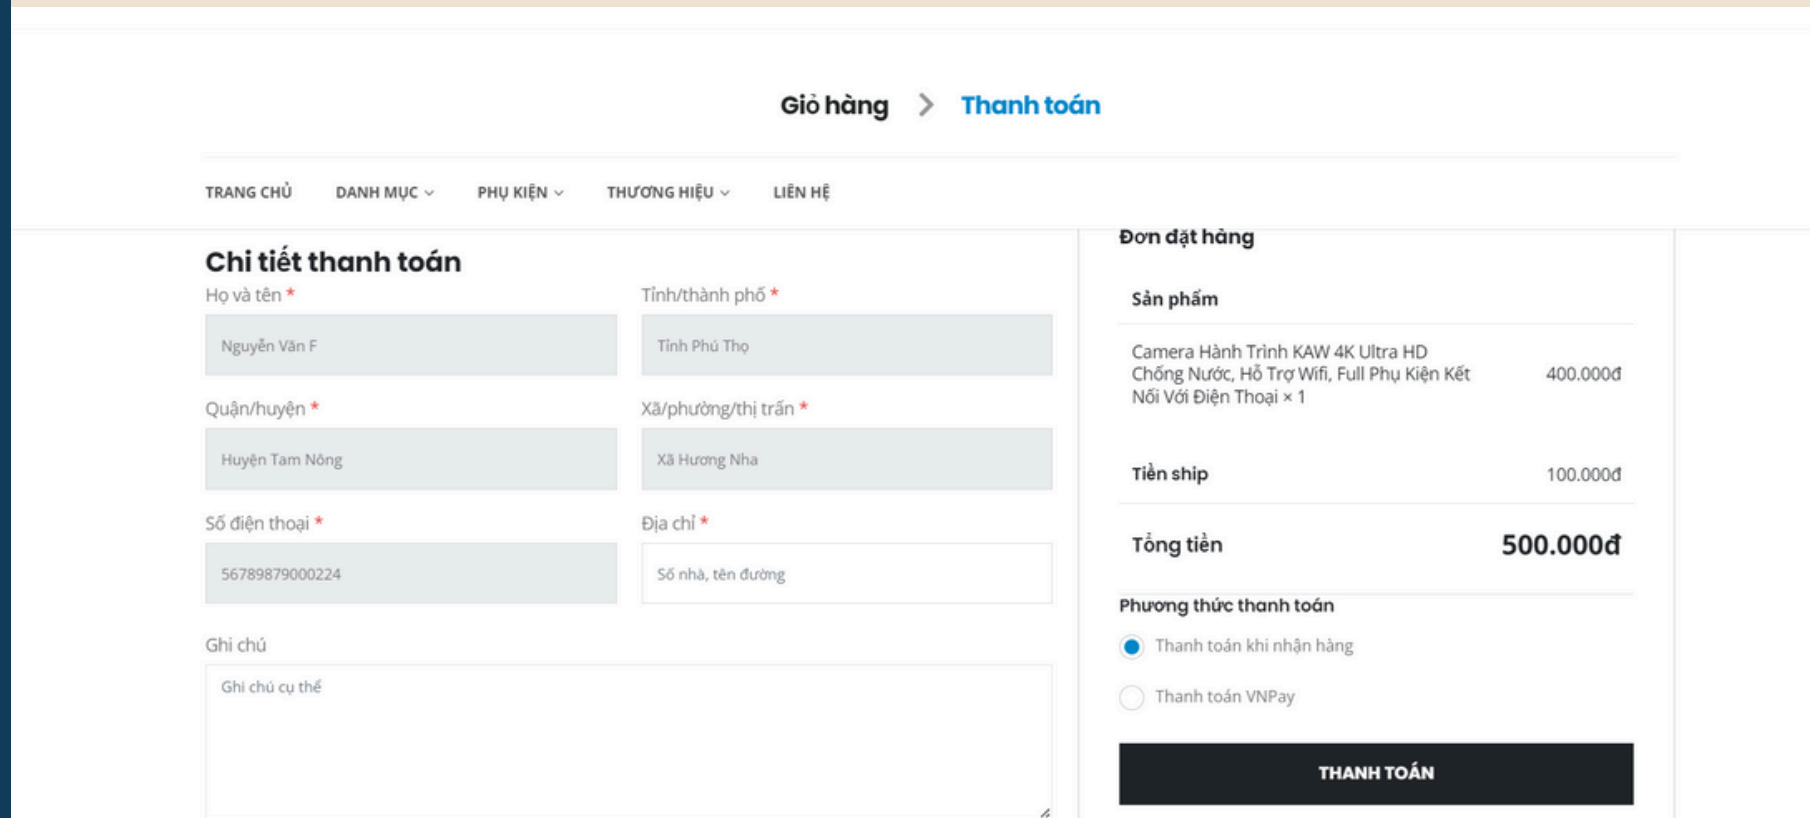 Giỏ hàng > Thanh toán
TRANG CHỦ DANH MỤC PHỤ KIỆN THƯƠNG HIỆU LIÊN HỆ
Chi tiết thanh toán
Họ và tên *
Nguyễn Văn F
Tỉnh/thành phố *
Tỉnh Phú Thọ
Quận/huyện *
Huyện Tam Nông
Xã/phường/thị trấn *
Xã Hương Nha
Số điện thoại *
56789879000224
Địa chỉ *
Số nhà, tên đường
Ghi chú
Ghi chú cụ thể
Đơn đặt hàng
Sản phẩm
Camera Hành Trình KAW 4K Ultra HD
Chống Nước, Hỗ Trợ Wifi, Full Phụ Kiện Kết
Nối Với Điện Thoại × 1
400.000đ
Tiền ship 100.000đ
Tổng tiền 500.000đ
Phương thức thanh toán
Thanh toán khi nhận hàng
Thanh toán VNPay
THANH TOÁN